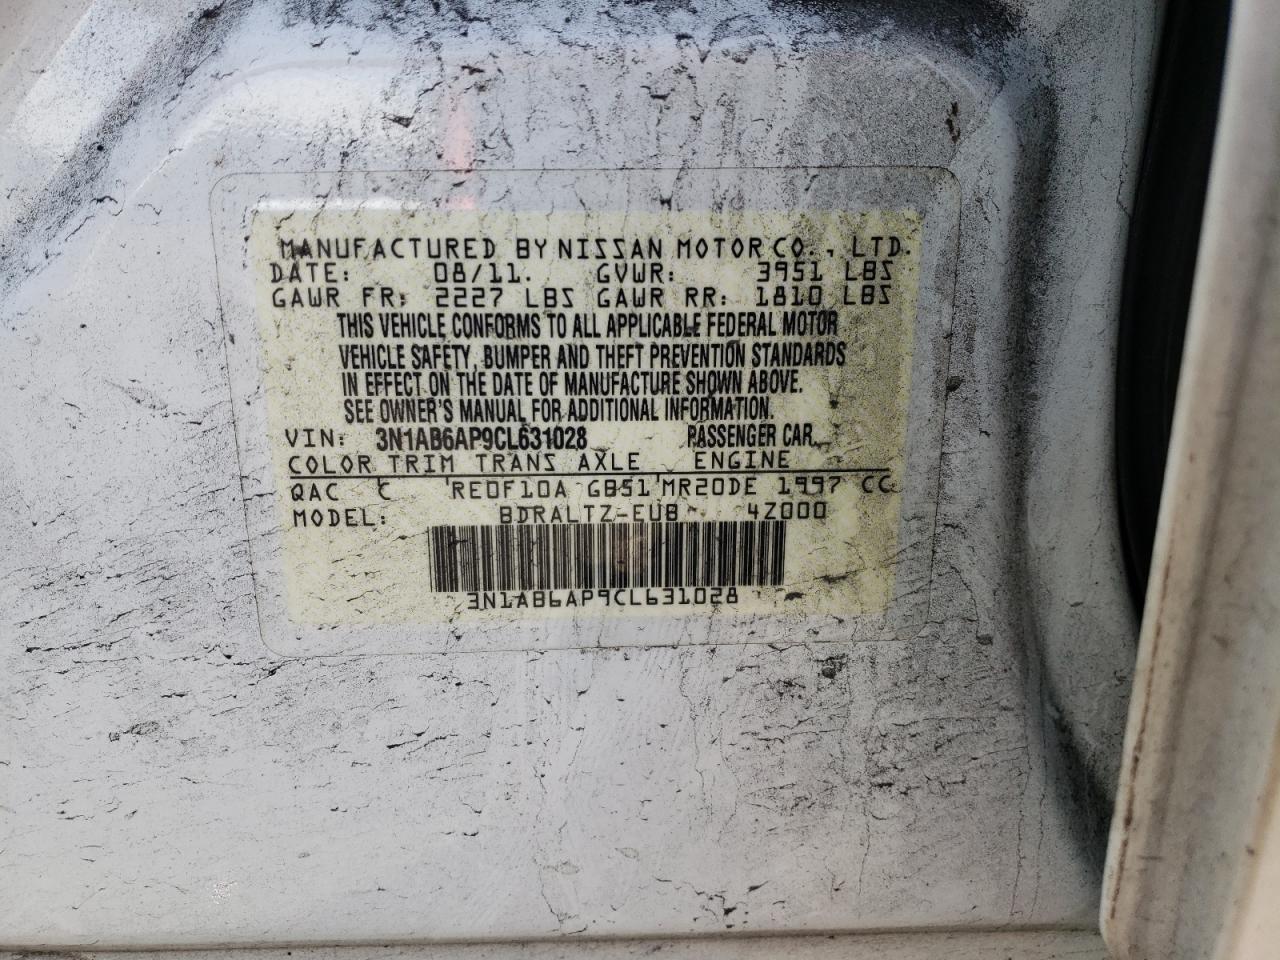 MANUFACTURED BY NISSAN MOTOR CO., LTD.
DATE: 08/11. GVWR: 3951 LBS
GAWR FR: 2227 LBS GAWR RR: 1810 LBS
THIS VEHICLE CONFORMS TO ALL APPLICABLE FEDERAL MOTOR
VEHICLE SAFETY, BUMPER AND THEFT PREVENTION STANDARDS
IN EFFECT ON THE DATE OF MANUFACTURE SHOWN ABOVE.
SEE OWNER'S MANUAL FOR ADDITIONAL INFORMATION.
VIN: 3N1AB6AP9CL631028 PASSENGER CAR
COLOR TRIM TRANS AXLE ENGINE
QAC C RE0F10A GB51 MR20DE 1997 CC
MODEL: BDRALTZ-EUB 4Z000
3N1AB6AP9CL631028